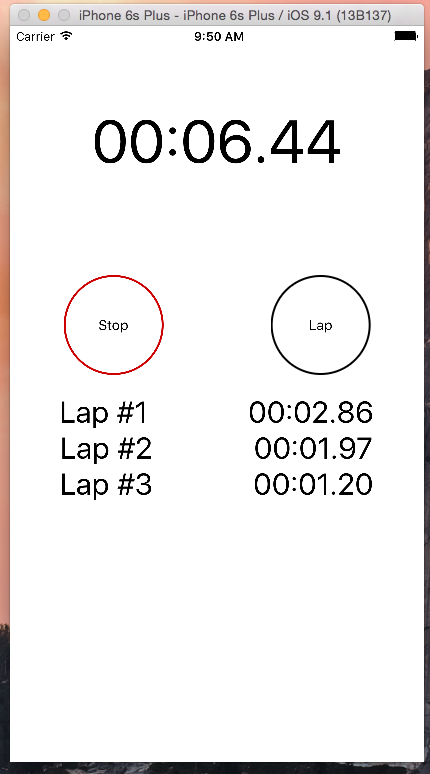 iPhone 6s Plus - iPhone 6s Plus / iOS 9.1 (13B137)
Carrier 9:50 AM
00:06.44
Stop Lap
Lap #1 00:02.86
Lap #2 00:01.97
Lap #3 00:01.20